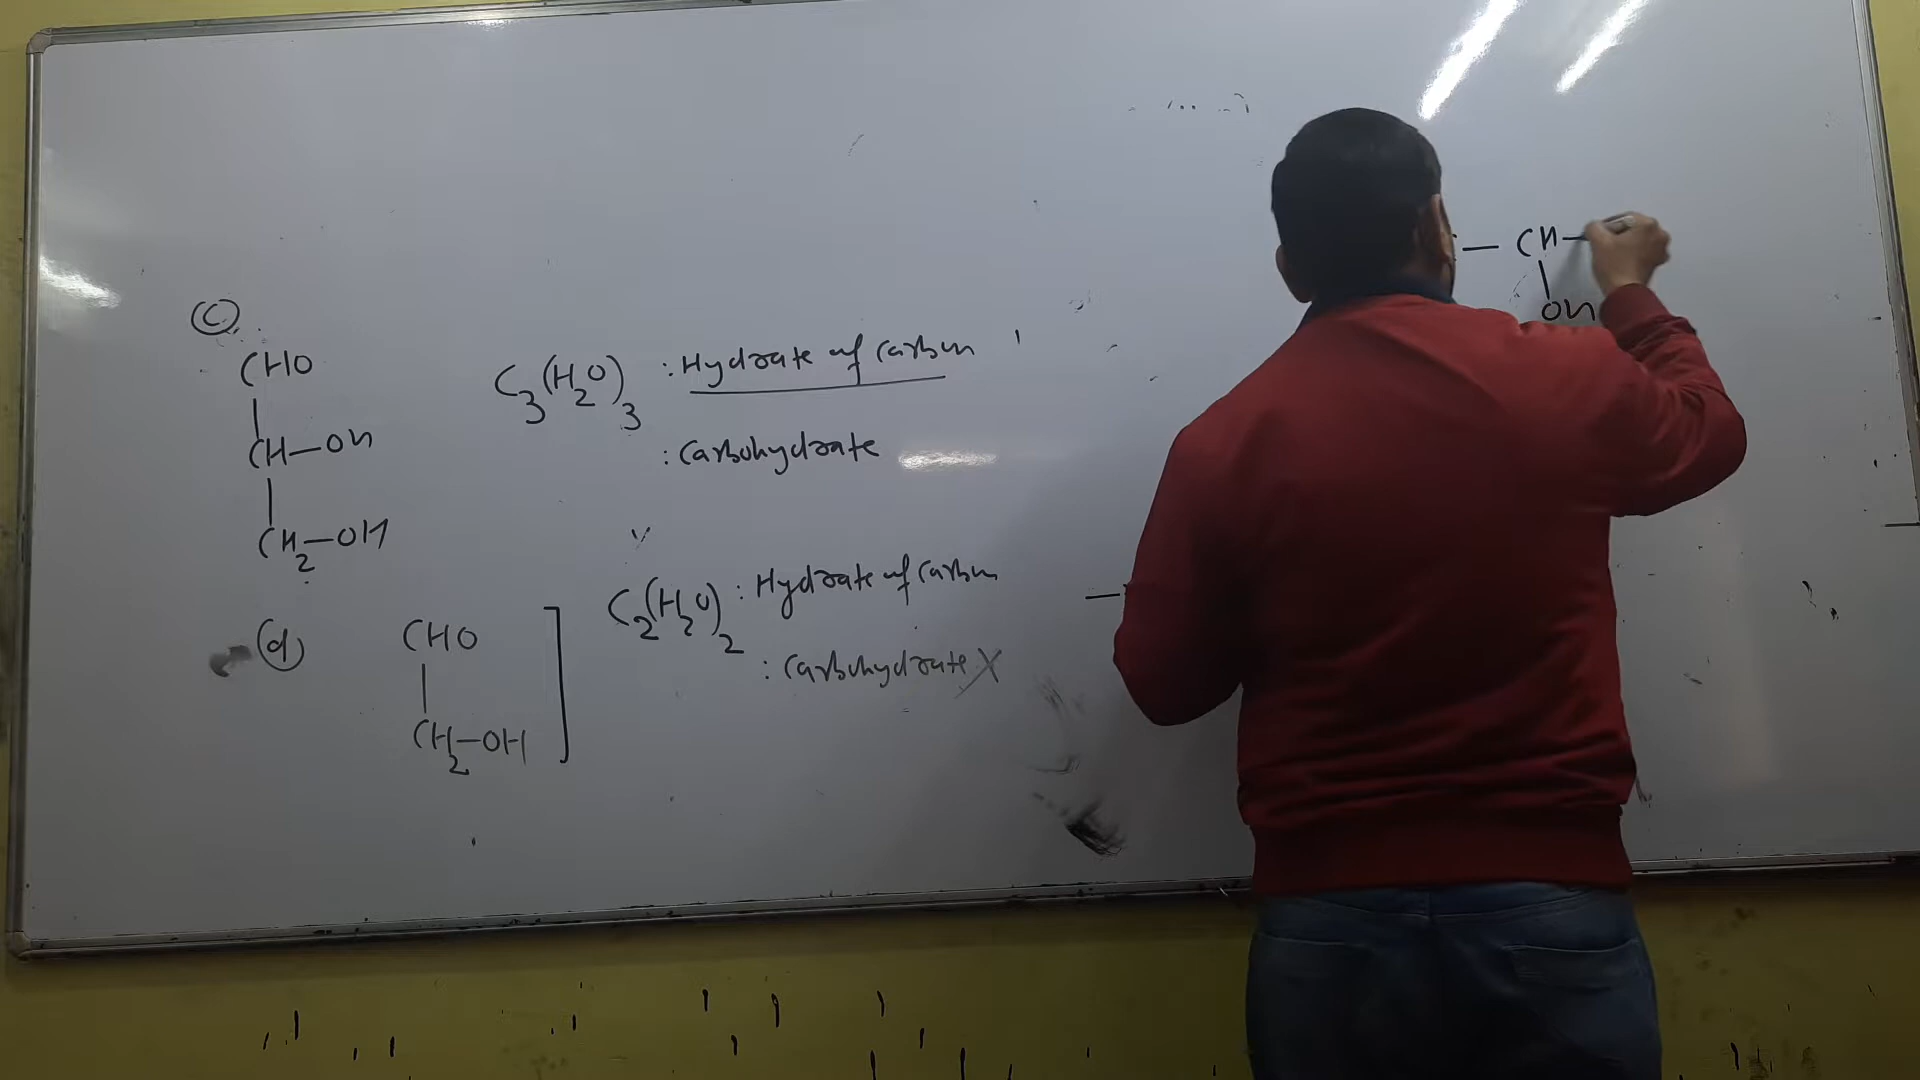 (C)
CHO
CH-OH
CH2-OH
C3(H2O)3 : Hydrate of Carbon
: Carbohydrate
(d) CHO
CH2-OH
C2(H2O)2 : Hydrate of Carbon
: Carbohydrate X
- CH -
OH